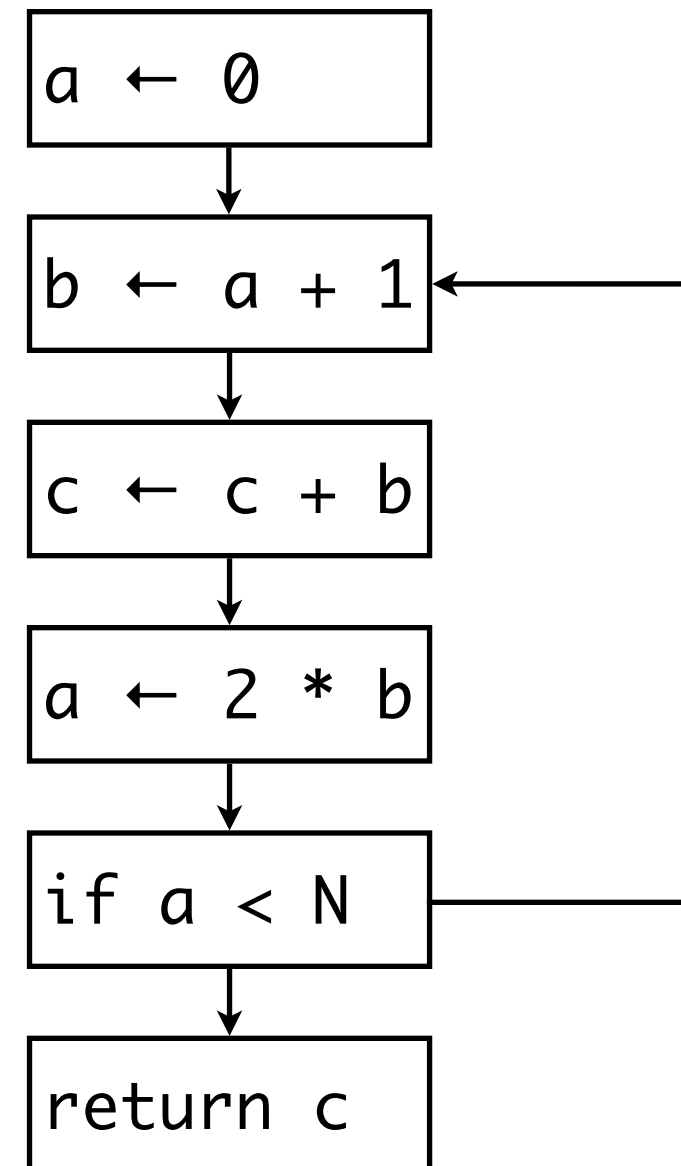 a ← 0
b ← a + 1
c ← c + b
a ← 2 * b
if a < N
return c